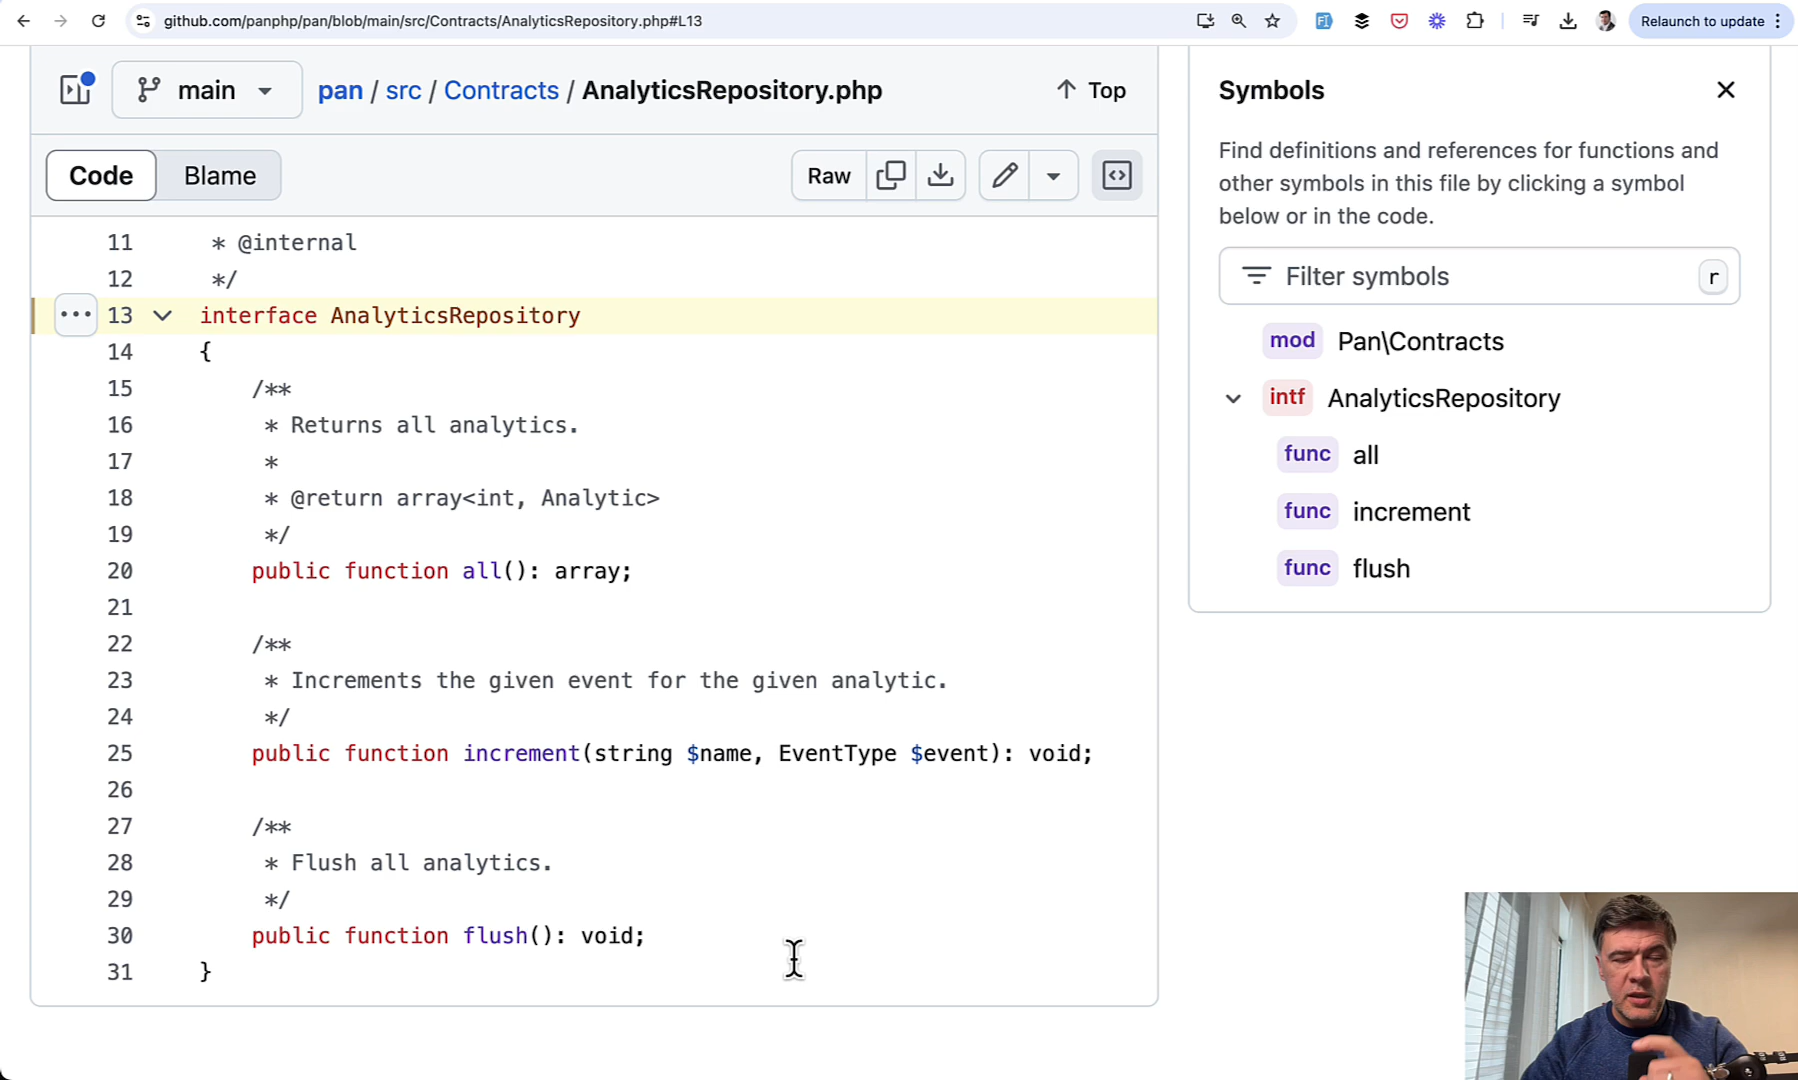 github.com/panphp/pan/blob/main/src/Contracts/AnalyticsRepository.php#L13
Relaunch to update
main
pan / src / Contracts / AnalyticsRepository.php
Top
Code
Blame
Raw
11 * @internal
12 */
13 interface AnalyticsRepository
14 {
15 /**
16 * Returns all analytics.
17 *
18 * @return array<int, Analytic>
19 */
20 public function all(): array;
21
22 /**
23 * Increments the given event for the given analytic.
24 */
25 public function increment(string $name, EventType $event): void;
26
27 /**
28 * Flush all analytics.
29 */
30 public function flush(): void;
31 }
Symbols
Find definitions and references for functions and
other symbols in this file by clicking a symbol
below or in the code.
Filter symbols
r
mod Pan\Contracts
intf AnalyticsRepository
func all
func increment
func flush